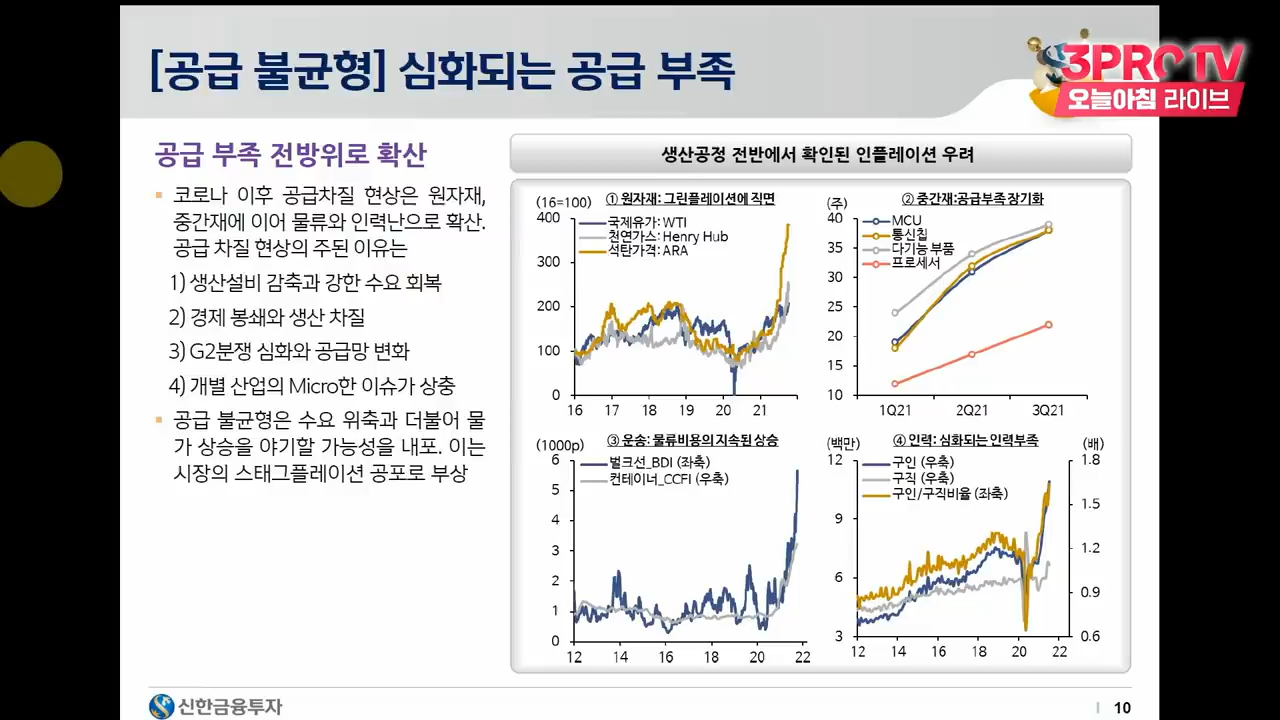 [공급 불균형] 심화되는 공급 부족
3PRO TV
오늘아침 라이브
공급 부족 전방위로 확산
코로나 이후 공급차질 현상은 원자재,
중간재에 이어 물류와 인력난으로 확산.
공급 차질 현상의 주된 이유는
1) 생산설비 감축과 강한 수요 회복
2) 경제 봉쇄와 생산 차질
3) G2분쟁 심화와 공급망 변화
4) 개별 산업의 Micro한 이슈가 상충
공급 불균형은 수요 위축과 더불어 물
가 상승을 야기할 가능성을 내포. 이는
시장의 스태그플레이션 공포로 부상
생산공정 전반에서 확인된 인플레이션 우려
(16=100) ① 원자재: 그린플레이션에 직면
국제유가: WTI
천연가스: Henry Hub
석탄가격: ARA
400
300
200
100
0
16 17 18 19 20 21
(주) ② 중간재:공급부족 장기화
MCU
통신칩
다기능 부품
프로세서
40
35
30
25
20
15
10
1Q21 2Q21 3Q21
(1000p) ③ 운송: 물류비용의 지속된 상승
벌크선_BDI (좌축)
컨테이너_CCFI (우축)
6
5
4
3
2
1
0
12 14 16 18 20 22
(백만) ④ 인력: 심화되는 인력부족 (배)
구인 (우축)
구직 (우축)
구인/구직비율 (좌축)
12
9
6
3
1.8
1.5
1.2
0.9
0.6
12 14 16 18 20 22
신한금융투자
10